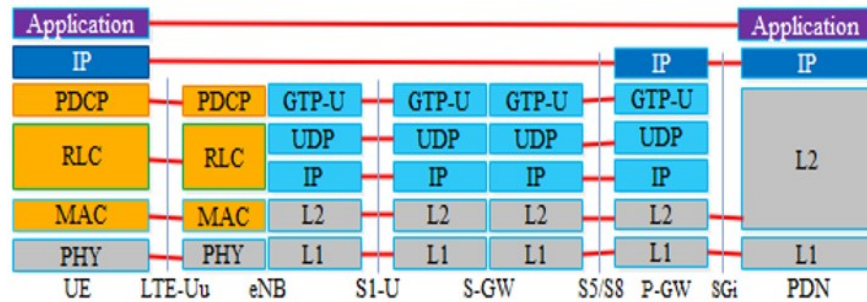 Application Application
IP IP IP
PDCP PDCP GTP-U GTP-U GTP-U GTP-U
RLC RLC UDP UDP UDP UDP L2
IP IP IP IP
MAC MAC L2 L2 L2 L2
PHY PHY L1 L1 L1 L1 L1
UE LTE-Uu eNB S1-U S-GW S5/S8 P-GW SGi PDN